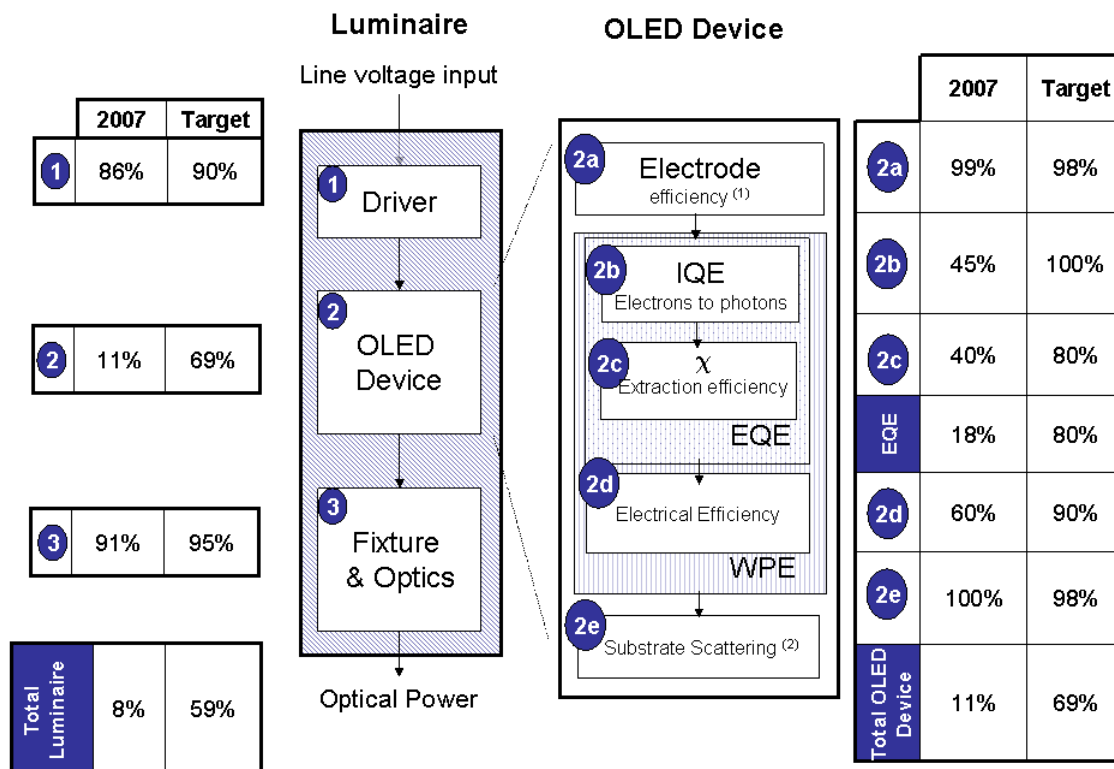 Luminaire
OLED Device
Line voltage input
2007 Target
1 86% 90%
2 11% 69%
3 91% 95%
Total Luminaire 8% 59%
1
Driver
2
OLED
Device
3
Fixture
& Optics
Optical Power
2a
Electrode
efficiency (1)
2b
IQE
Electrons to photons
2c
χ
Extraction efficiency
EQE
2d
Electrical Efficiency
WPE
2e
Substrate Scattering (2)
2007 Target
2a 99% 98%
2b 45% 100%
2c 40% 80%
EQE 18% 80%
2d 60% 90%
2e 100% 98%
Total OLED Device 11% 69%